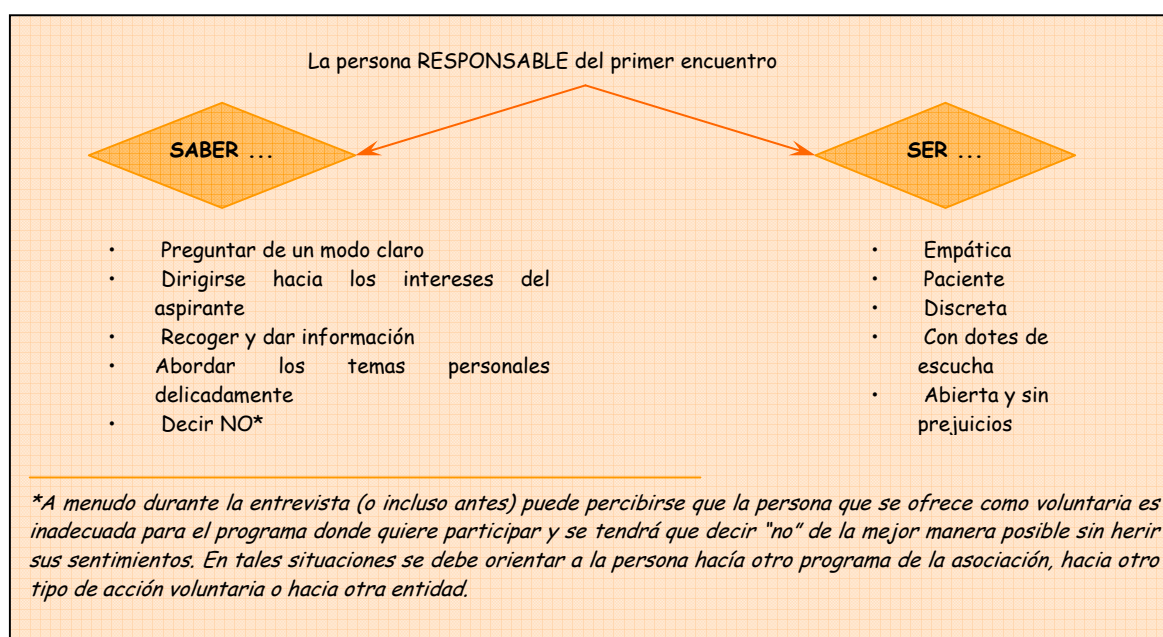 La persona RESPONSABLE del primer encuentro
SABER ...
• Preguntar de un modo claro
• Dirigirse hacia los intereses del
aspirante
• Recoger y dar información
• Abordar los temas personales
delicadamente
• Decir NO*
SER ...
• Empática
• Paciente
• Discreta
• Con dotes de
escucha
• Abierta y sin
prejuicios
*A menudo durante la entrevista (o incluso antes) puede percibirse que la persona que se ofrece como voluntaria es
inadecuada para el programa donde quiere participar y se tendrá que decir “no” de la mejor manera posible sin herir
sus sentimientos. En tales situaciones se debe orientar a la persona hacía otro programa de la asociación, hacia otro
tipo de acción voluntaria o hacia otra entidad.